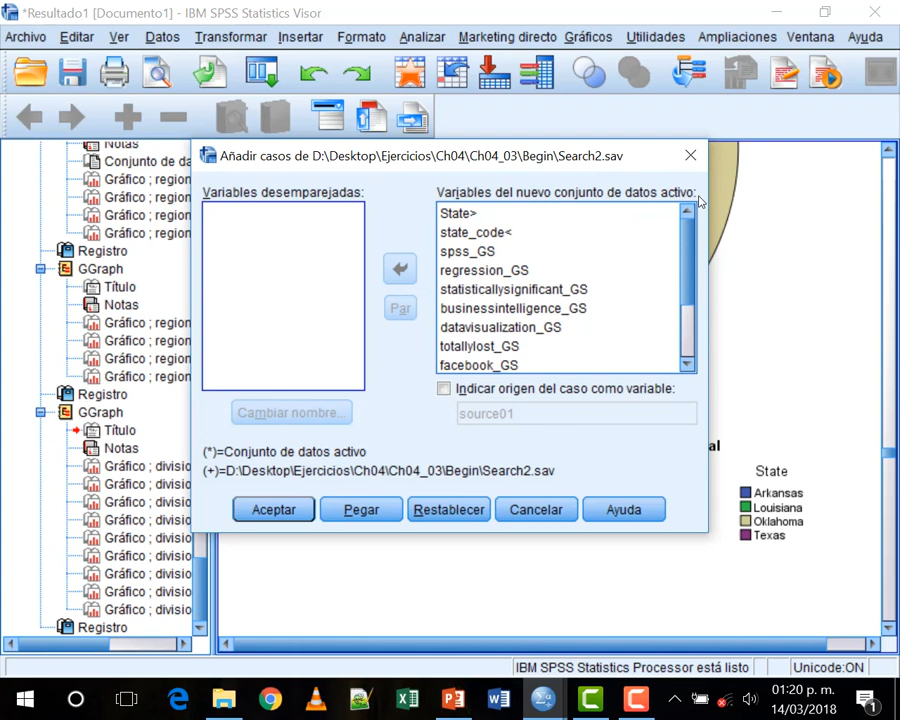 *Resultado1 [Documento1] - IBM SPSS Statistics Visor
Archivo Editar Ver Datos Transformar Insertar Formato Analizar Marketing directo Gráficos Utilidades Ampliaciones Ventana Ayuda
Notas
Conjunto de da
Gráfico ; region
Gráfico ; region
Gráfico ; region
Gráfico ; region
Registro
GGraph
Título
Notas
Gráfico ; region
Gráfico ; region
Gráfico ; region
Gráfico ; region
Registro
GGraph
Título
Notas
Gráfico ; divisio
Gráfico ; divisio
Gráfico ; divisio
Gráfico ; divisio
Gráfico ; divisio
Gráfico ; divisio
Gráfico ; divisio
Gráfico ; divisio
Gráfico ; divisio
Registro
Añadir casos de D:\Desktop\Ejercicios\Ch04\Ch04_03\Begin\Search2.sav
Variables desemparejadas:
Variables del nuevo conjunto de datos activo:
State>
state_code<
spss_GS
regression_GS
statisticallysignificant_GS
businessintelligence_GS
datavisualization_GS
totallylost_GS
facebook_GS
Par
Indicar origen del caso como variable:
source01
Cambiar nombre...
(*)=Conjunto de datos activo
(+)=D:\Desktop\Ejercicios\Ch04\Ch04_03\Begin\Search2.sav
Aceptar Pegar Restablecer Cancelar Ayuda
al
State
Arkansas
Louisiana
Oklahoma
Texas
IBM SPSS Statistics Processor está listo
Unicode:ON
01:20 p. m.
14/03/2018
1